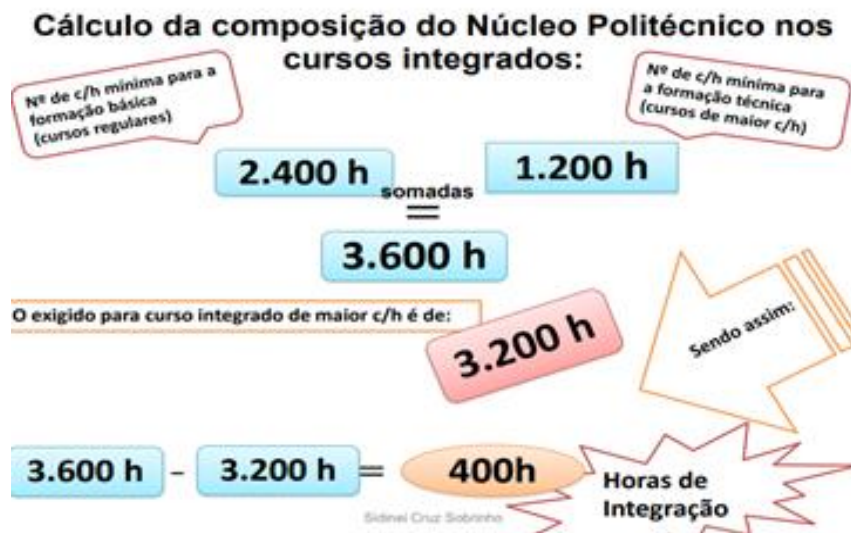 Cálculo da composição do Núcleo Politécnico nos
cursos integrados:
Nº de c/h mínima para a
formação básica
(cursos regulares)
Nº de c/h mínima para
a formação técnica
(cursos de maior c/h)
2.400 h
somadas
1.200 h
=
3.600 h
O exigido para curso integrado de maior c/h é de:
3.200 h
Sendo assim:
3.600 h - 3.200 h = 400h
Horas de
Integração
Sidinei Cruz Sobrinho